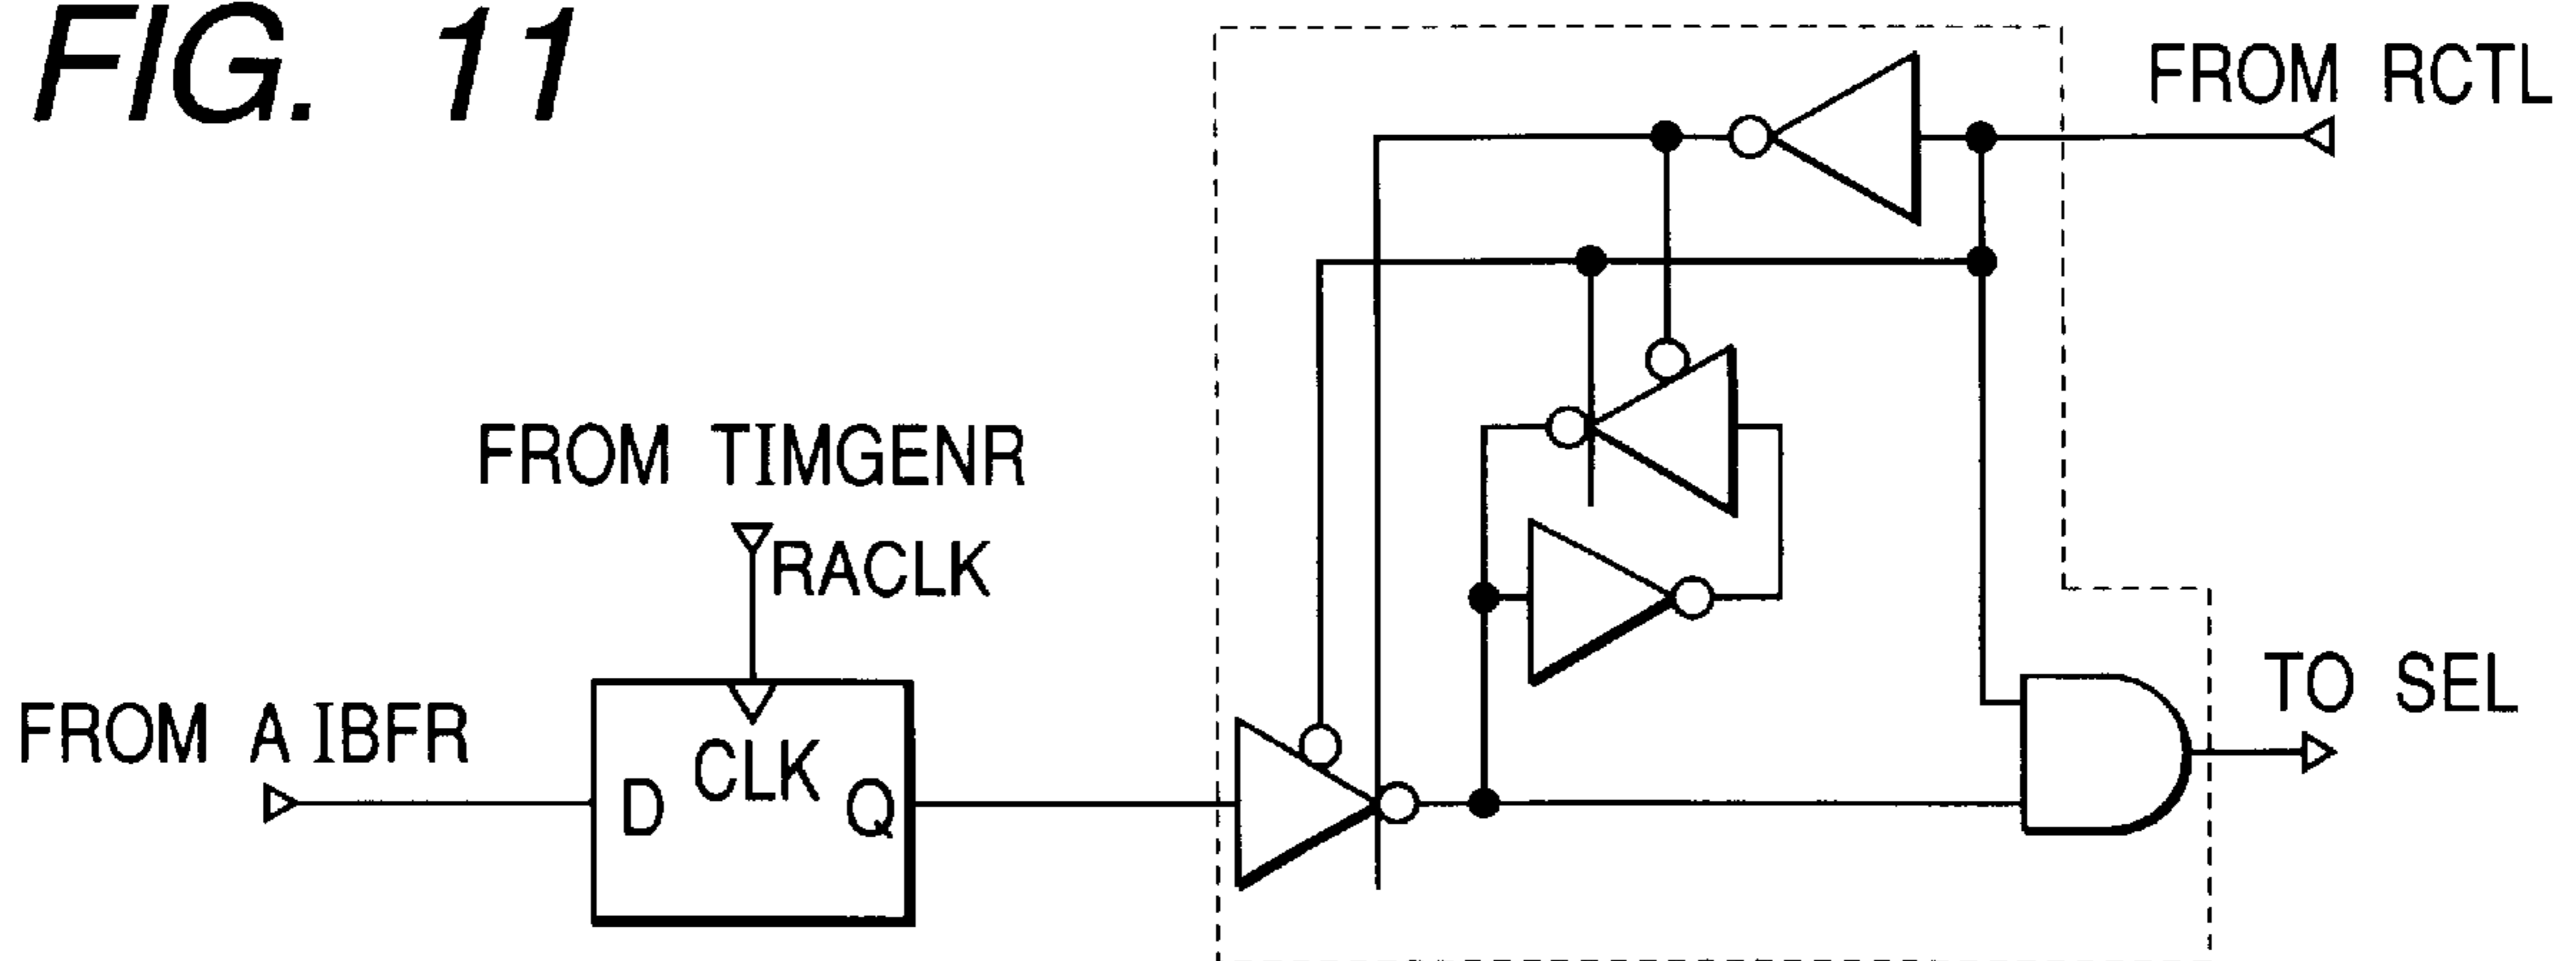 FIG. 11
FROM RCTL
FROM TIMGENR
RACLK
FROM A IBFR
D
CLK
Q
TO SEL